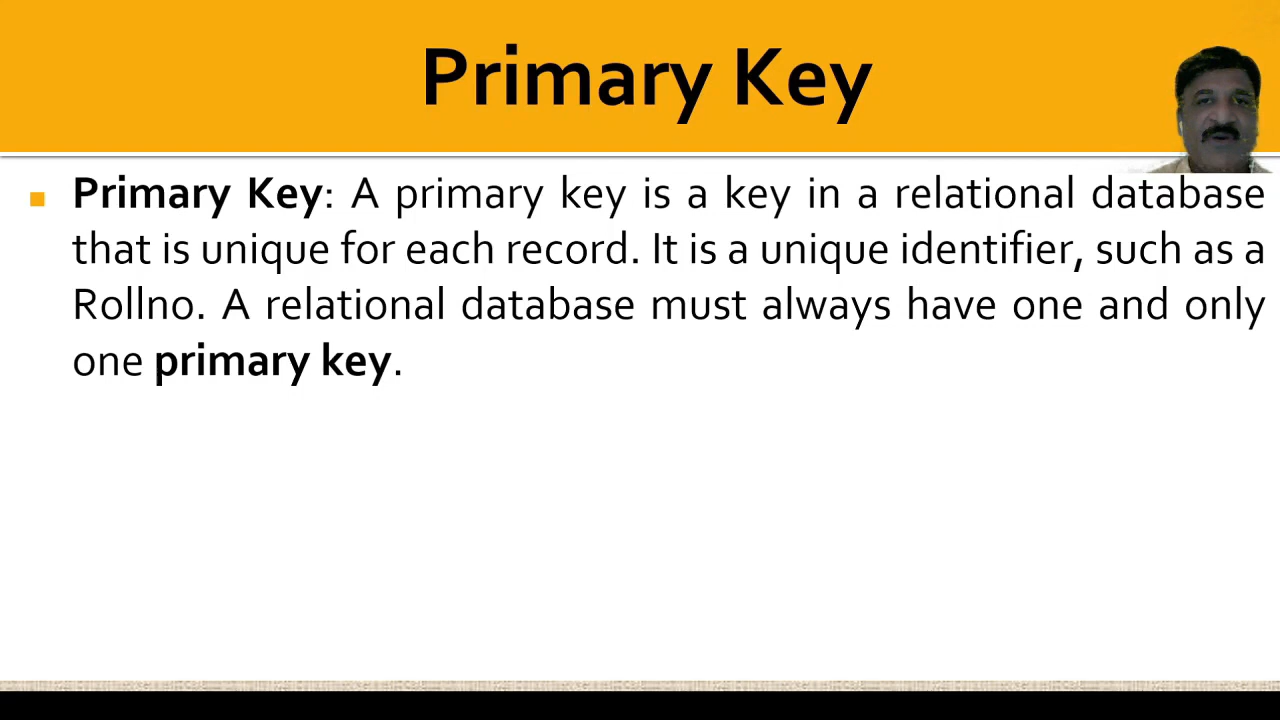 Primary Key
Primary Key: A primary key is a key in a relational database
that is unique for each record. It is a unique identifier, such as a
Rollno. A relational database must always have one and only
one primary key.